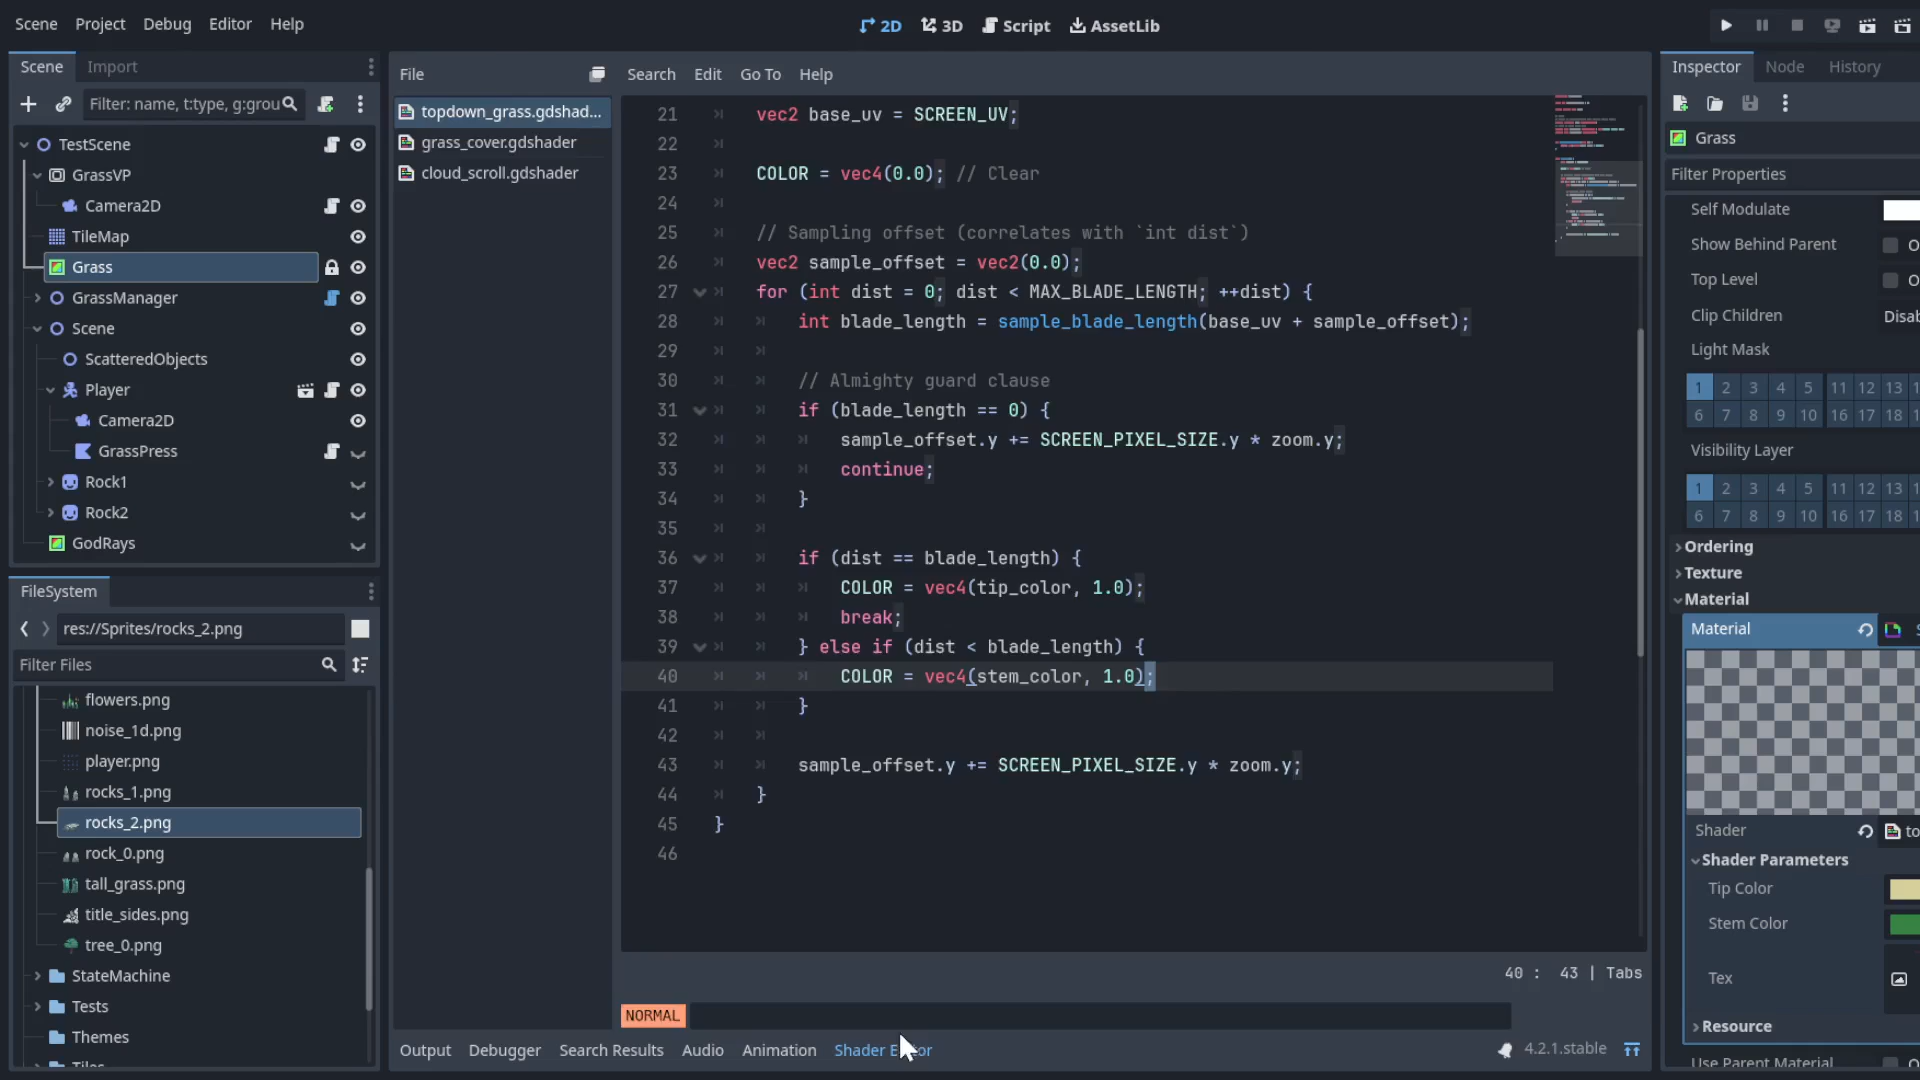 Scene Project Debug Editor Help
2D 3D Script AssetLib
Scene Import
Filter: name, t:type, g:grou
TestScene
GrassVP
Camera2D
TileMap
Grass
GrassManager
Scene
ScatteredObjects
Player
Camera2D
GrassPress
Rock1
Rock2
GodRays
FileSystem
res://Sprites/rocks_2.png
Filter Files
flowers.png
noise_1d.png
player.png
rocks_1.png
rocks_2.png
rock_0.png
tall_grass.png
title_sides.png
tree_0.png
StateMachine
Tests
Themes
Tiles
File Search Edit Go To Help
topdown_grass.gdshad...
grass_cover.gdshader
cloud_scroll.gdshader
21 vec2 base_uv = SCREEN_UV;
22
23 COLOR = vec4(0.0); // Clear
24
25 // Sampling offset (correlates with `int dist`)
26 vec2 sample_offset = vec2(0.0);
27 for (int dist = 0; dist < MAX_BLADE_LENGTH; ++dist) {
28 int blade_length = sample_blade_length(base_uv + sample_offset);
29
30 // Almighty guard clause
31 if (blade_length == 0) {
32 sample_offset.y += SCREEN_PIXEL_SIZE.y * zoom.y;
33 continue;
34 }
35
36 if (dist == blade_length) {
37 COLOR = vec4(tip_color, 1.0);
38 break;
39 } else if (dist < blade_length) {
40 COLOR = vec4(stem_color, 1.0);
41 }
42
43 sample_offset.y += SCREEN_PIXEL_SIZE.y * zoom.y;
44 }
45 }
46
40 : 43 | Tabs
NORMAL
Output Debugger Search Results Audio Animation Shader
4.2.1.stable
Inspector Node History
Grass
Filter Properties
Self Modulate
Show Behind Parent
Top Level
Clip Children Disab
Light Mask
1 2 3 4 5 11 12 13
6 7 8 9 10 16 17 18
Visibility Layer
1 2 3 4 5 11 12 13
6 7 8 9 10 16 17 18
Ordering
Texture
Material
Material
Shader to
Shader Parameters
Tip Color
Stem Color
Tex
Resource
Use Parent Material